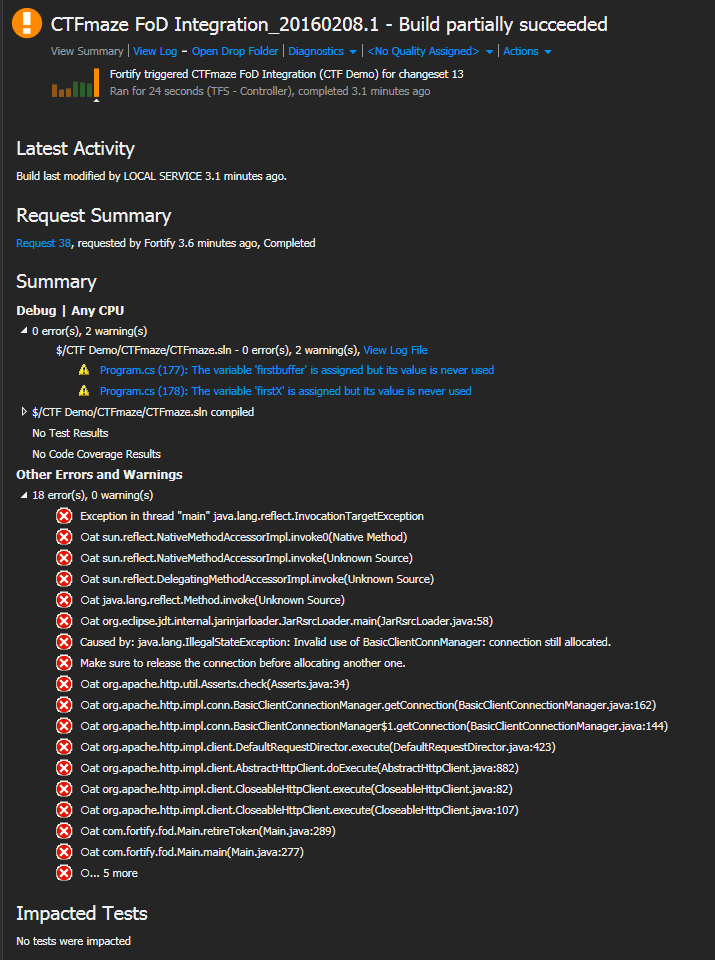 CTFmaze FoD Integration_20160208.1 - Build partially succeeded
View Summary | View Log - Open Drop Folder | Diagnostics | <No Quality Assigned> | Actions
Fortify triggered CTFmaze FoD Integration (CTF Demo) for changeset 13
Ran for 24 seconds (TFS - Controller), completed 3.1 minutes ago
Latest Activity
Build last modified by LOCAL SERVICE 3.1 minutes ago.
Request Summary
Request 38, requested by Fortify 3.6 minutes ago, Completed
Summary
Debug | Any CPU
0 error(s), 2 warning(s)
$/CTF Demo/CTFmaze/CTFmaze.sln - 0 error(s), 2 warning(s), View Log File
Program.cs (177): The variable 'firstbuffer' is assigned but its value is never used
Program.cs (178): The variable 'firstX' is assigned but its value is never used
$/CTF Demo/CTFmaze/CTFmaze.sln compiled
No Test Results
No Code Coverage Results
Other Errors and Warnings
18 error(s), 0 warning(s)
Exception in thread "main" java.lang.reflect.InvocationTargetException
○at sun.reflect.NativeMethodAccessorImpl.invoke0(Native Method)
○at sun.reflect.NativeMethodAccessorImpl.invoke(Unknown Source)
○at sun.reflect.DelegatingMethodAccessorImpl.invoke(Unknown Source)
○at java.lang.reflect.Method.invoke(Unknown Source)
○at org.eclipse.jdt.internal.jarinjarloader.JarRsrcLoader.main(JarRsrcLoader.java:58)
Caused by: java.lang.IllegalStateException: Invalid use of BasicClientConnManager: connection still allocated.
Make sure to release the connection before allocating another one.
○at org.apache.http.util.Asserts.check(Asserts.java:34)
○at org.apache.http.impl.conn.BasicClientConnectionManager.getConnection(BasicClientConnectionManager.java:162)
○at org.apache.http.impl.conn.BasicClientConnectionManager$1.getConnection(BasicClientConnectionManager.java:144)
○at org.apache.http.impl.client.DefaultRequestDirector.execute(DefaultRequestDirector.java:423)
○at org.apache.http.impl.client.AbstractHttpClient.doExecute(AbstractHttpClient.java:882)
○at org.apache.http.impl.client.CloseableHttpClient.execute(CloseableHttpClient.java:82)
○at org.apache.http.impl.client.CloseableHttpClient.execute(CloseableHttpClient.java:107)
○at com.fortify.fod.Main.retireToken(Main.java:289)
○at com.fortify.fod.Main.main(Main.java:277)
○... 5 more
Impacted Tests
No tests were impacted